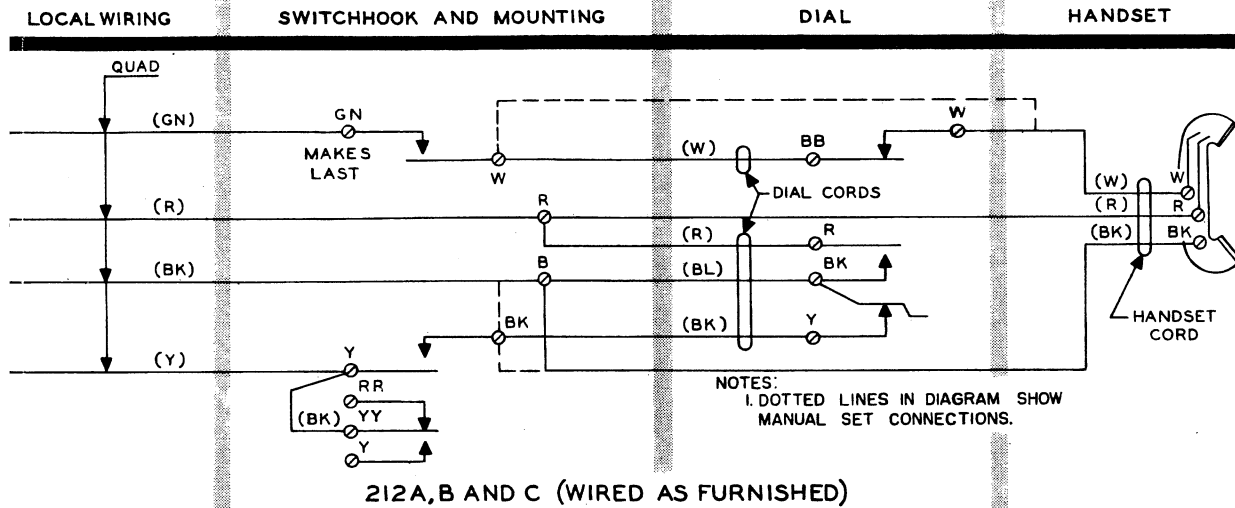 LOCAL WIRING
SWITCHHOOK AND MOUNTING
DIAL
HANDSET
QUAD
(GN)
GN
MAKES
LAST
W
(W)
BB
W
DIAL CORDS
(W)
W
(R)
R
(R)
R
(R)
R
(BK)
BK
(BK)
B
(BL)
BK
BK
(BK)
Y
HANDSET
CORD
(Y)
Y
RR
(BK)
YY
Y
NOTES:
1. DOTTED LINES IN DIAGRAM SHOW
MANUAL SET CONNECTIONS.
212A, B AND C (WIRED AS FURNISHED)